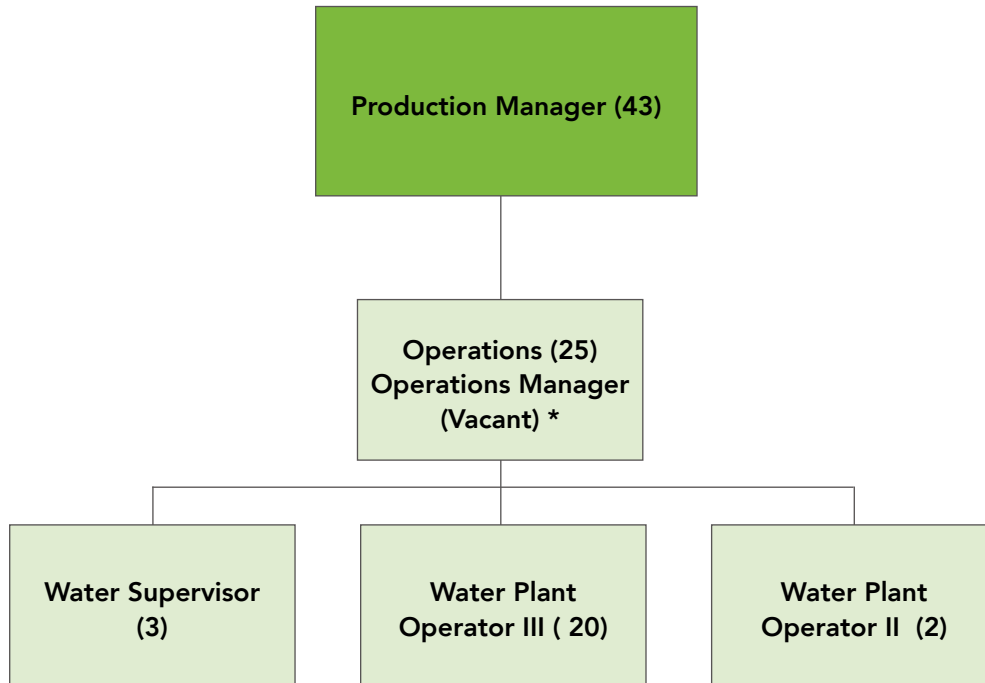 Production Manager (43)
Operations (25)
Operations Manager
(Vacant) *
Water Supervisor
(3)
Water Plant
Operator III ( 20)
Water Plant
Operator II  (2)